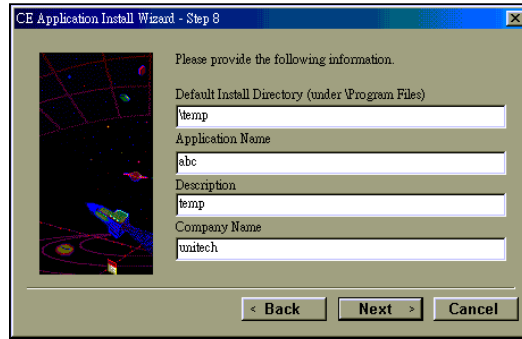 CE Application Install Wizard - Step 8
Please provide the following information.
Default Install Directory (under \Program Files)
\temp
Application Name
abc
Description
temp
Company Name
unitech
< Back
Next >
Cancel